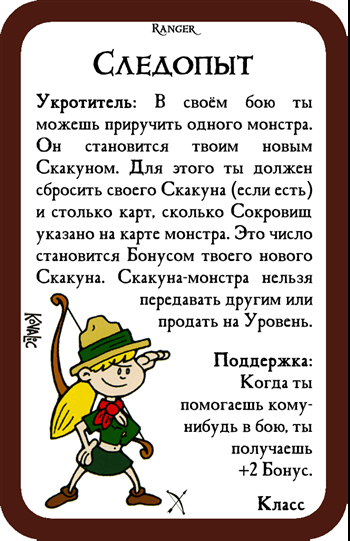 Ranger
Следопыт
Укротитель: В своём бою ты
можешь приручить одного монстра.
Он становится твоим новым
Скакуном. Для этого ты должен
сбросить своего Скакуна (если есть)
и столько карт, сколько Сокровищ
указано на карте монстра. Это число
становится Бонусом твоего нового
Скакуна. Скакуна-монстра нельзя
передавать другим или
продать на Уровень.
Kovalic
Поддержка:
Когда ты
помогаешь кому-
нибудь в бою, ты
получаешь
+2 Бонус.
Класс